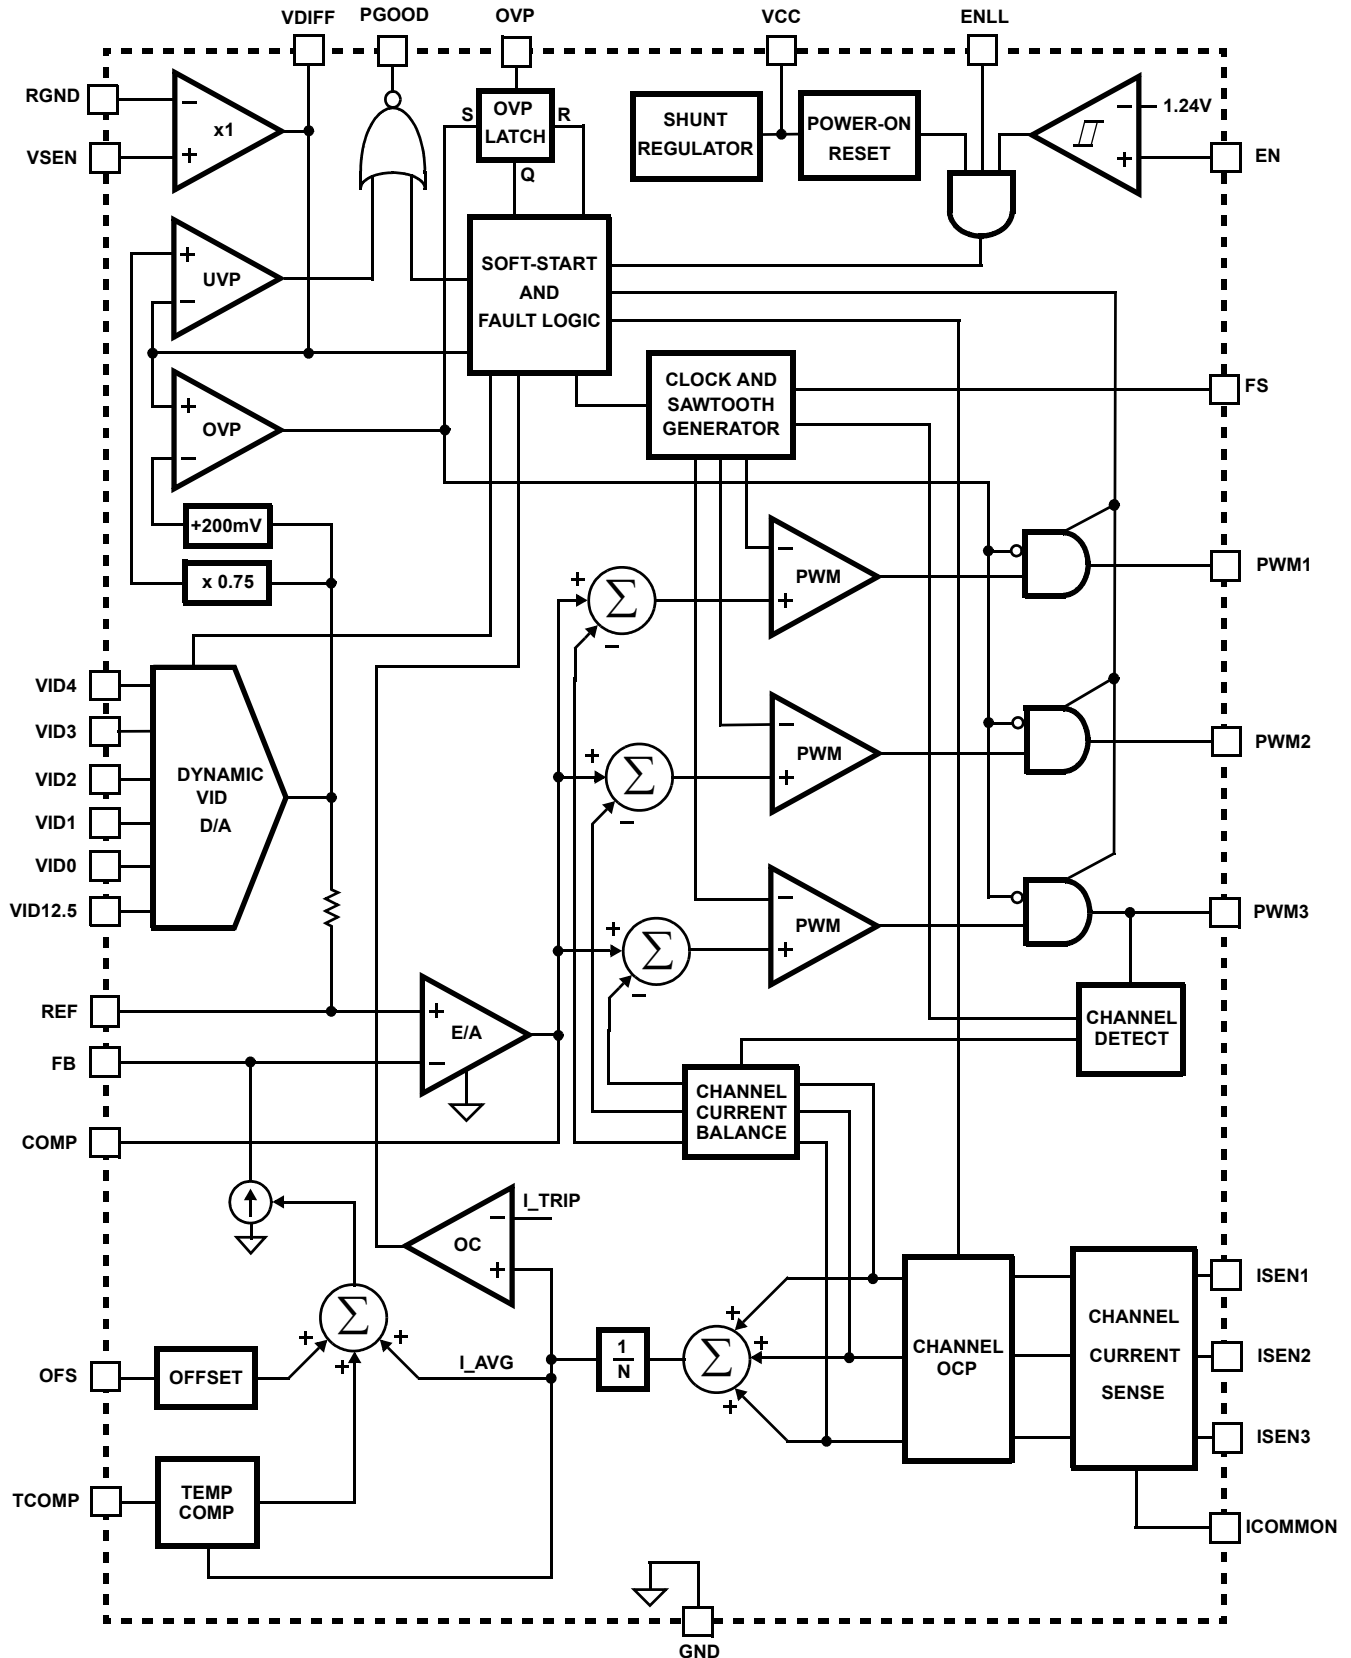 VDIFF
PGOOD
OVP
VCC
ENLL
RGND
VSEN
−
x1
+
S
OVP
LATCH
R
Q
SHUNT
REGULATOR
POWER-ON
RESET
−
1.24V
+
EN
+
UVP
−
SOFT-START
AND
FAULT LOGIC
+
OVP
−
CLOCK AND
SAWTOOTH
GENERATOR
FS
+200mV
x 0.75
+
Σ
−
−
PWM
+
PWM1
VID4
VID3
VID2
VID1
VID0
VID12.5
DYNAMIC
VID
D/A
+
Σ
−
−
PWM
+
PWM2
+
Σ
−
−
PWM
+
PWM3
REF
FB
COMP
+
E/A
−
CHANNEL
DETECT
CHANNEL
CURRENT
BALANCE
I_TRIP
−
OC
+
Σ
+
+
+
I_AVG
OFS
OFFSET
TCOMP
TEMP
COMP
1
N
Σ
+
+
+
CHANNEL
OCP
CHANNEL
CURRENT
SENSE
ISEN1
ISEN2
ISEN3
ICOMMON
GND